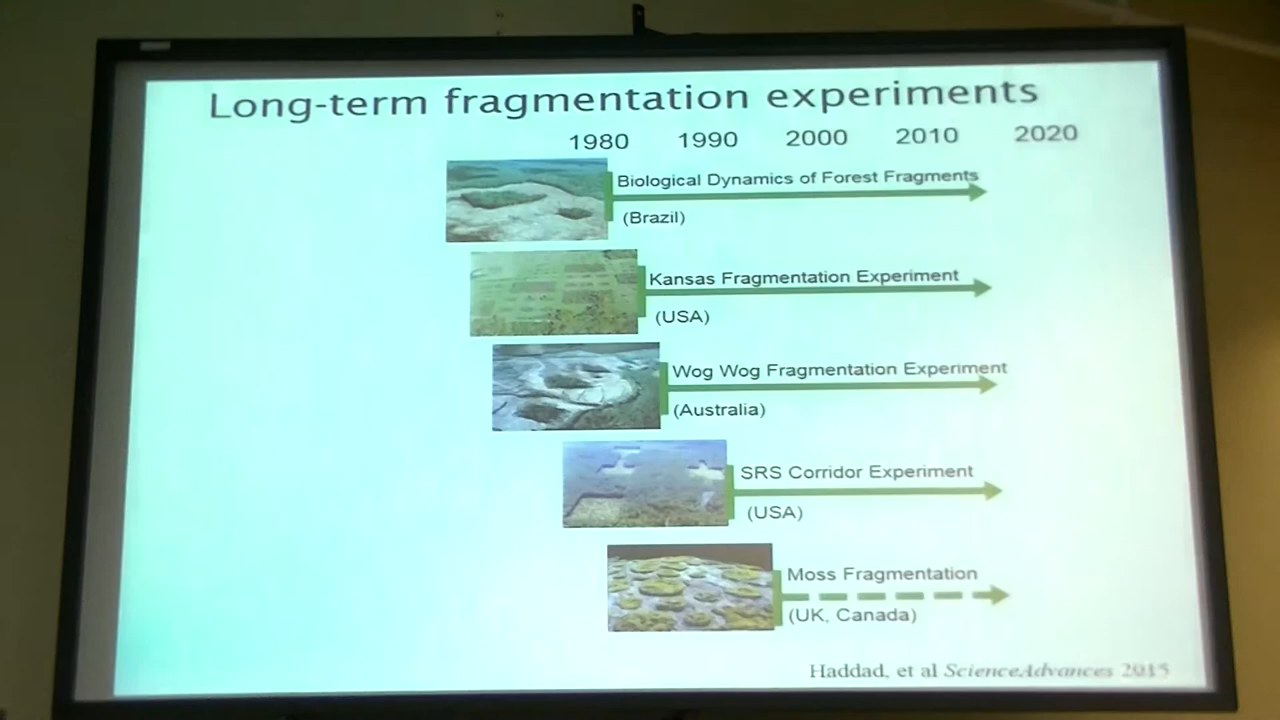 Long-term fragmentation experiments
1980 1990 2000 2010 2020
Biological Dynamics of Forest Fragments
(Brazil)
Kansas Fragmentation Experiment
(USA)
Wog Wog Fragmentation Experiment
(Australia)
SRS Corridor Experiment
(USA)
Moss Fragmentation
(UK, Canada)
Haddad, et al ScienceAdvances 2015